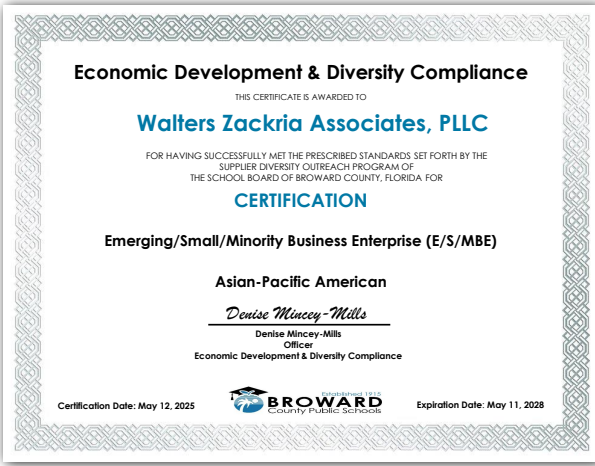 Economic Development & Diversity Compliance
THIS CERTIFICATE IS AWARDED TO
Walters Zackria Associates, PLLC
FOR HAVING SUCCESSFULLY MET THE PRESCRIBED STANDARDS SET FORTH BY THE
SUPPLIER DIVERSITY OUTREACH PROGRAM OF
THE SCHOOL BOARD OF BROWARD COUNTY, FLORIDA FOR
CERTIFICATION
Emerging/Small/Minority Business Enterprise (E/S/MBE)
Asian-Pacific American
Denise Mincey-Mills
Denise Mincey-Mills
Officer
Economic Development & Diversity Compliance
Certification Date: May 12, 2025
Established 1915
BROWARD
County Public Schools
Expiration Date: May 11, 2028